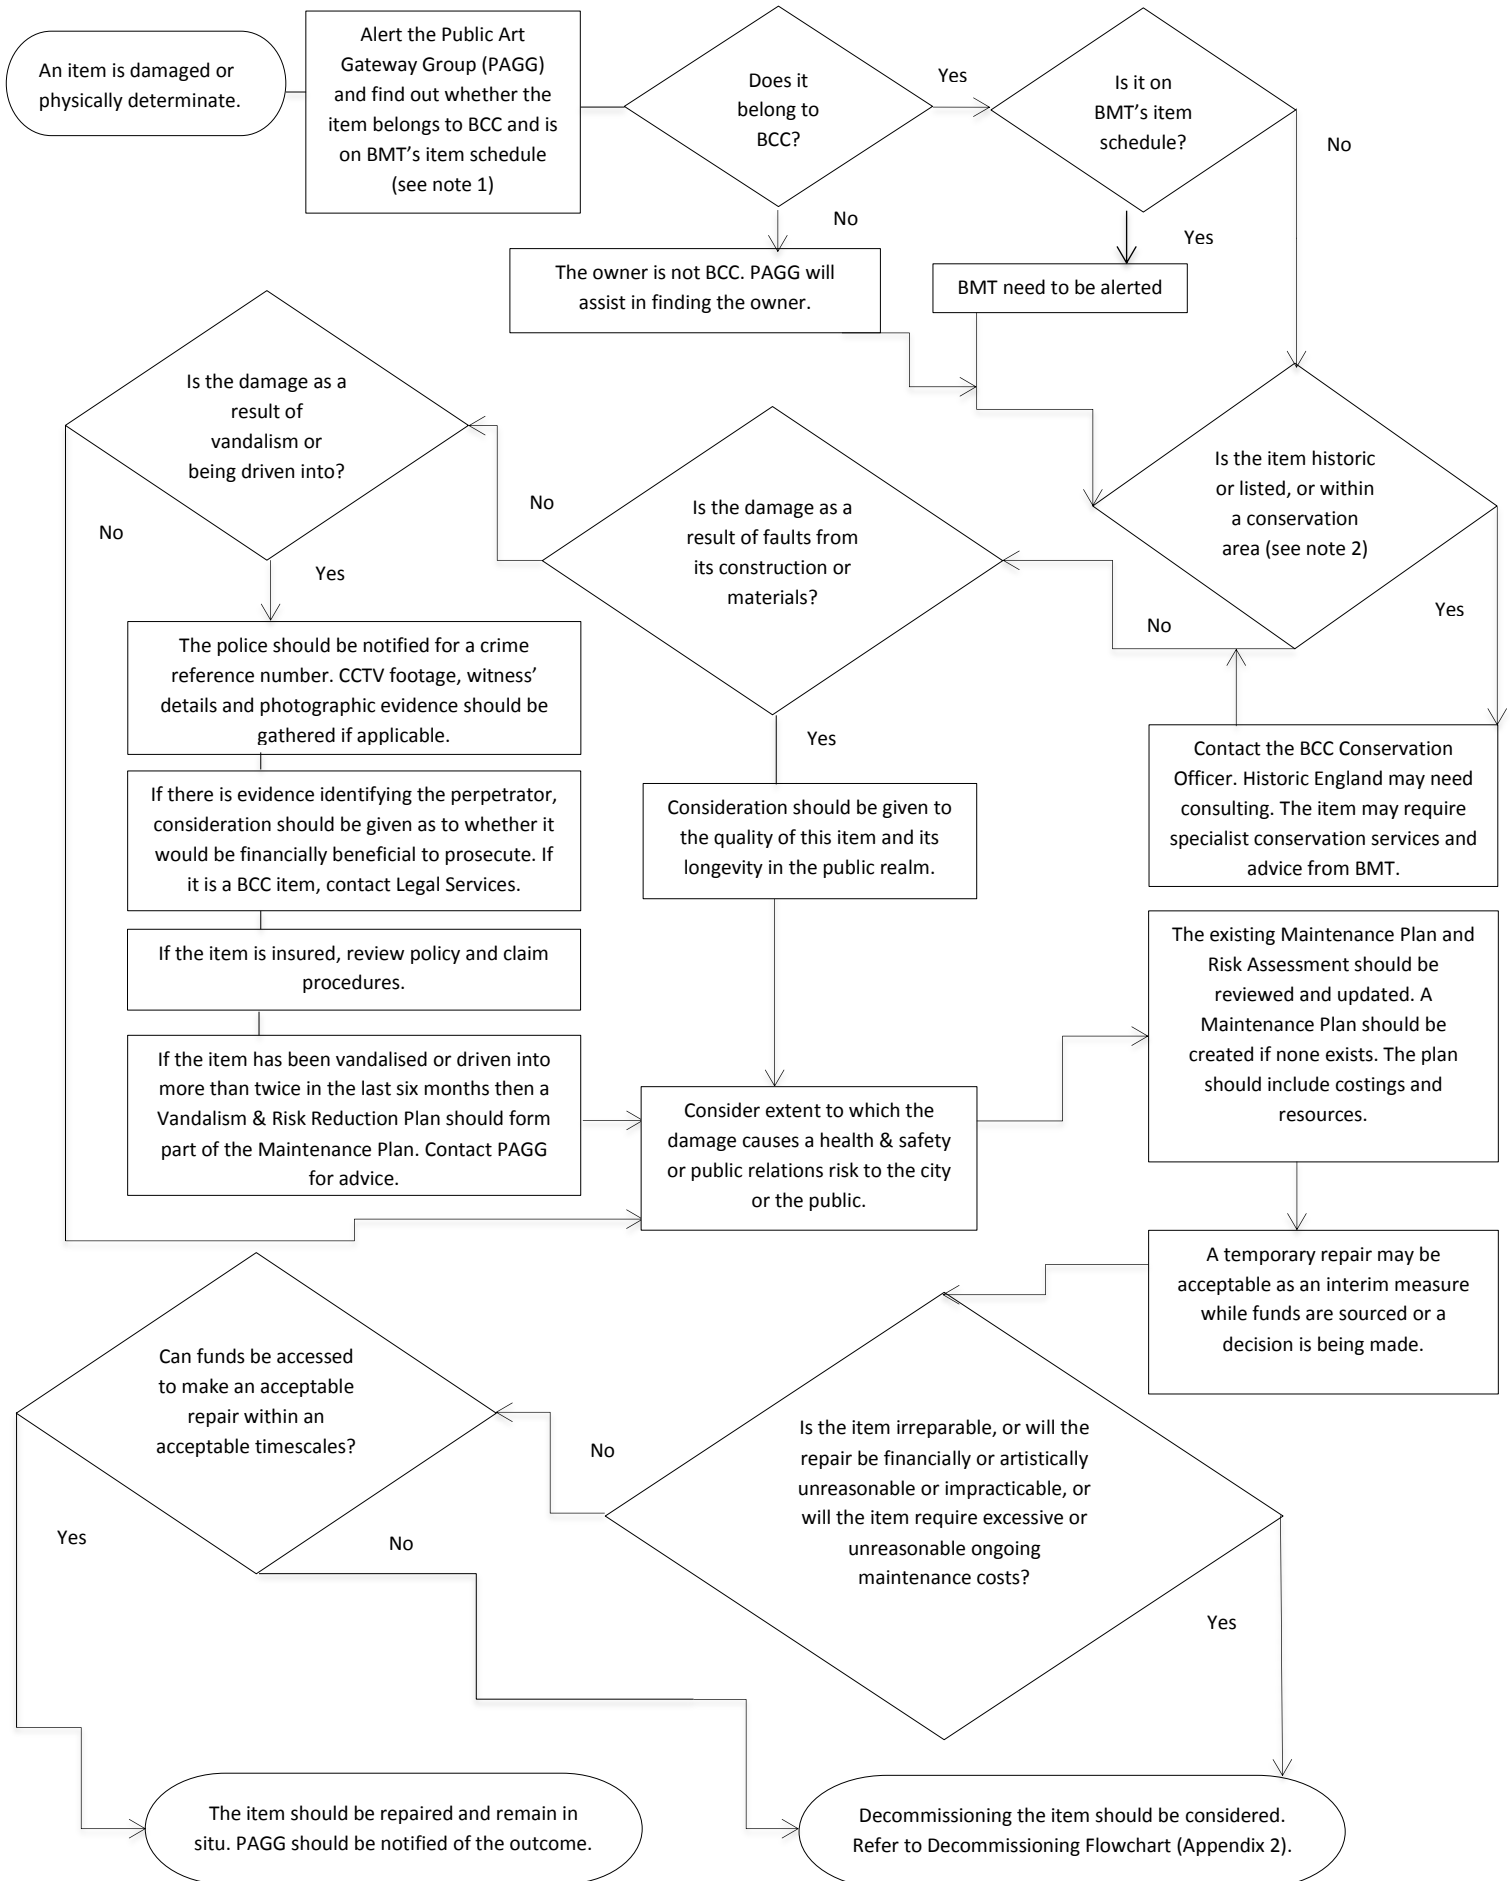 An item is damaged or
physically determinate.
Alert the Public Art
Gateway Group (PAGG)
and find out whether the
item belongs to BCC and is
on BMT’s item schedule
(see note 1)
Does it
belong to
BCC?
Yes
Is it on
BMT’s item
schedule?
No
No
Yes
The owner is not BCC. PAGG will
assist in finding the owner.
BMT need to be alerted
Is the item historic
or listed, or within
a conservation
area (see note 2)
Yes
No
Contact the BCC Conservation
Officer. Historic England may need
consulting. The item may require
specialist conservation services and
advice from BMT.
Is the damage as a
result of faults from
its construction or
materials?
No
Yes
Is the damage as a
result of
vandalism or
being driven into?
No
Yes
The police should be notified for a crime
reference number. CCTV footage, witness’
details and photographic evidence should be
gathered if applicable.
If there is evidence identifying the perpetrator,
consideration should be given as to whether it
would be financially beneficial to prosecute. If
it is a BCC item, contact Legal Services.
If the item is insured, review policy and claim
procedures.
If the item has been vandalised or driven into
more than twice in the last six months then a
Vandalism & Risk Reduction Plan should form
part of the Maintenance Plan. Contact PAGG
for advice.
Consideration should be given to
the quality of this item and its
longevity in the public realm.
Consider extent to which the
damage causes a health & safety
or public relations risk to the city
or the public.
The existing Maintenance Plan and
Risk Assessment should be
reviewed and updated. A
Maintenance Plan should be
created if none exists. The plan
should include costings and
resources.
A temporary repair may be
acceptable as an interim measure
while funds are sourced or a
decision is being made.
Is the item irreparable, or will the
repair be financially or artistically
unreasonable or impracticable, or
will the item require excessive or
unreasonable ongoing
maintenance costs?
No
Yes
Can funds be accessed
to make an acceptable
repair within an
acceptable timescales?
Yes
No
The item should be repaired and remain in
situ. PAGG should be notified of the outcome.
Decommissioning the item should be considered.
Refer to Decommissioning Flowchart (Appendix 2).